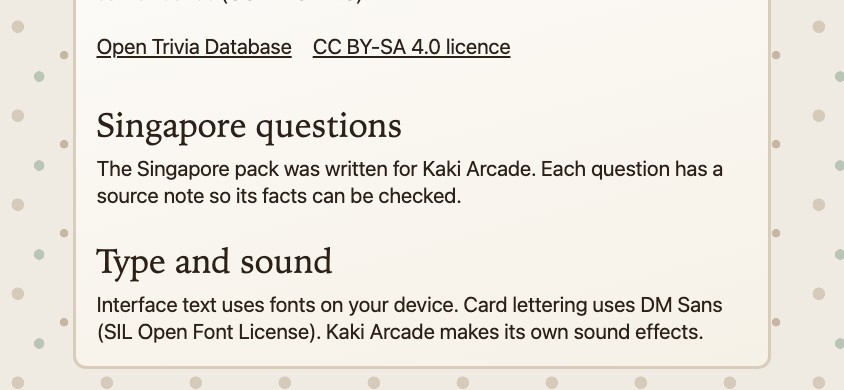 Open Trivia Database CC BY-SA 4.0 licence
Singapore questions
The Singapore pack was written for Kaki Arcade. Each question has a
source note so its facts can be checked.
Type and sound
Interface text uses fonts on your device. Card lettering uses DM Sans
(SIL Open Font License). Kaki Arcade makes its own sound effects.